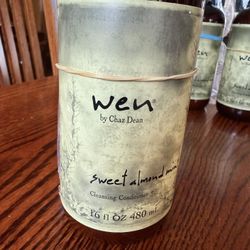 wen®
by Chaz Dean
sweet almond mint
Cleansing Conditioner
16 fl oz 480 ml